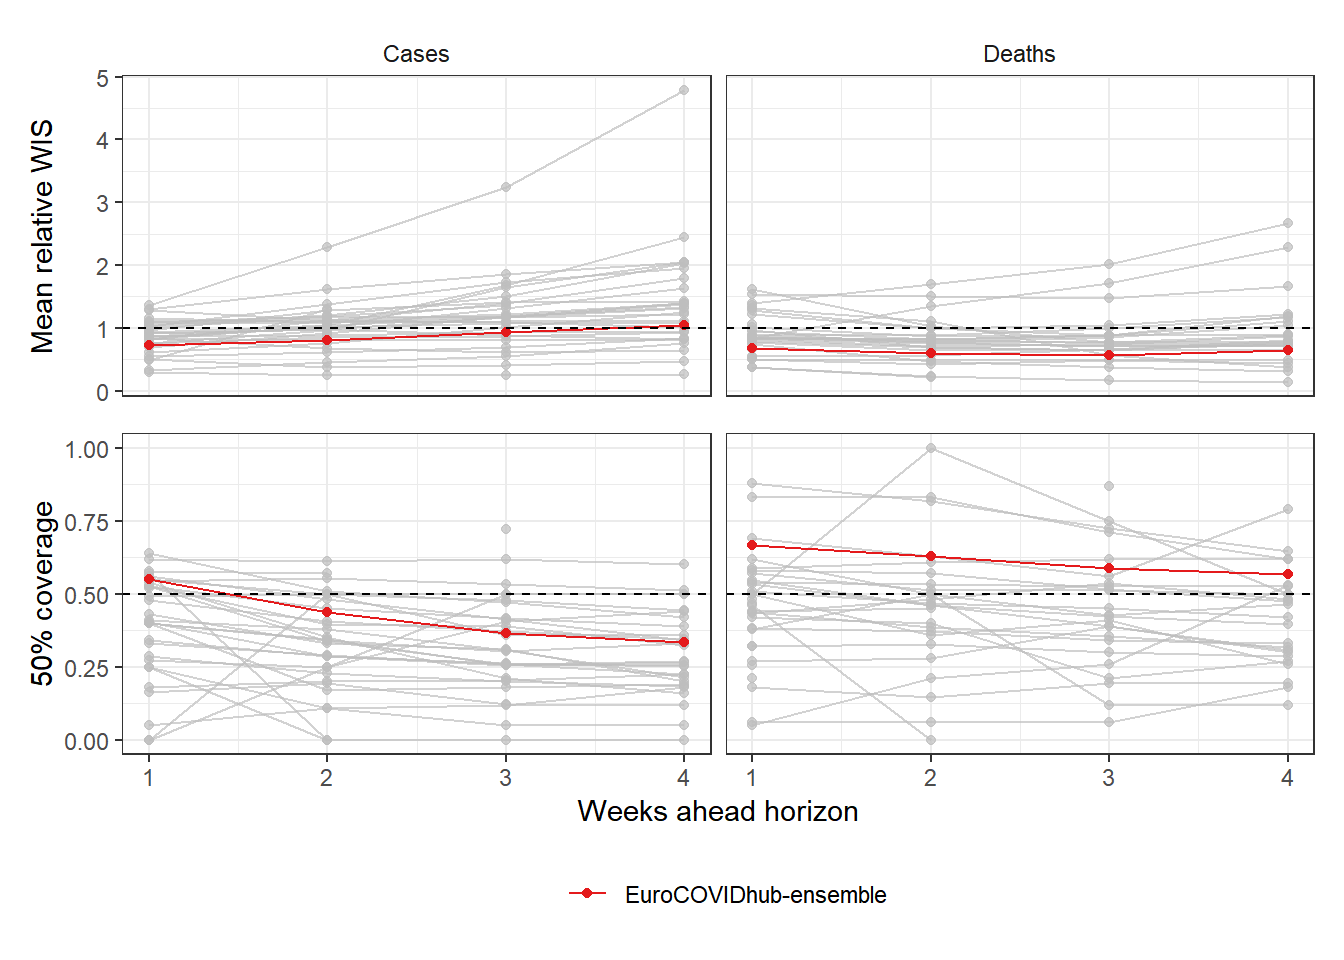 Cases
Deaths
Mean relative WIS
5
4
3
2
1
0
50% coverage
1.00
0.75
0.50
0.25
0.00
1 2 3 4
1 2 3 4
Weeks ahead horizon
EuroCOVIDhub-ensemble